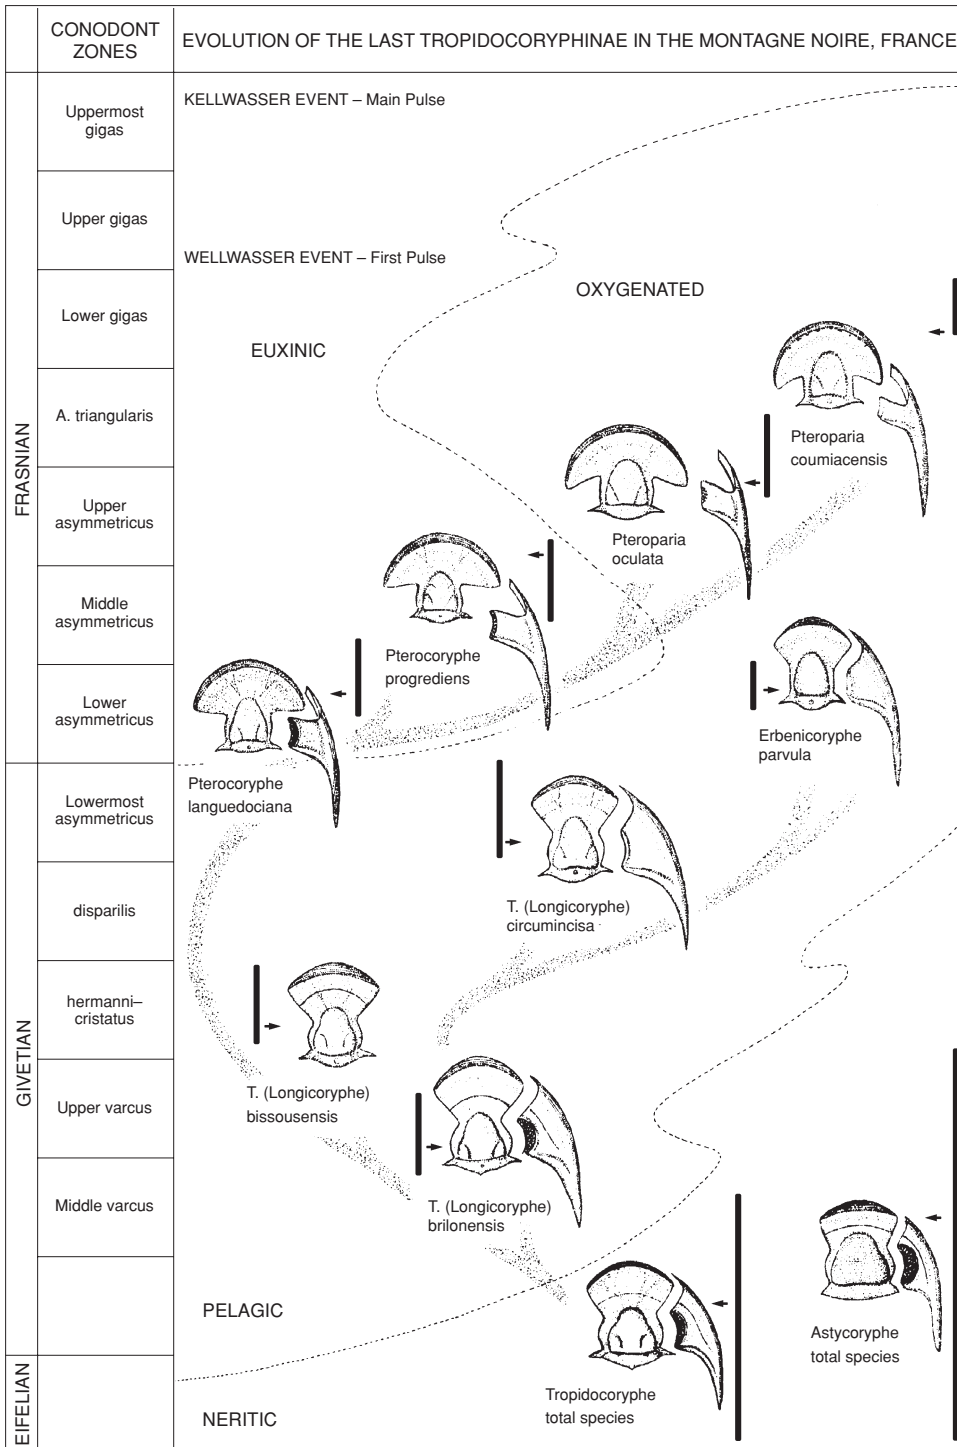 CONODONT
ZONES
EVOLUTION OF THE LAST TROPIDOCORYPHINAE IN THE MONTAGNE NOIRE, FRANCE
FRASNIAN
Uppermost
gigas
KELLWASSER EVENT – Main Pulse
Upper gigas
WELLWASSER EVENT – First Pulse
OXYGENATED
Lower gigas
EUXINIC
A. triangularis
Pteroparia
coumiacensis
Upper
asymmetricus
Pteroparia
oculata
Middle
asymmetricus
Pterocoryphe
progrediens
Lower
asymmetricus
Erbenicoryphe
parvula
GIVETIAN
Pterocoryphe
languedociana
Lowermost
asymmetricus
disparilis
T. (Longicoryphe)
circumincisa
hermanni–
cristatus
T. (Longicoryphe)
bissousensis
Upper varcus
Middle varcus
T. (Longicoryphe)
brilonensis
PELAGIC
Astycoryphe
total species
EIFELIAN
Tropidocoryphe
total species
NERITIC